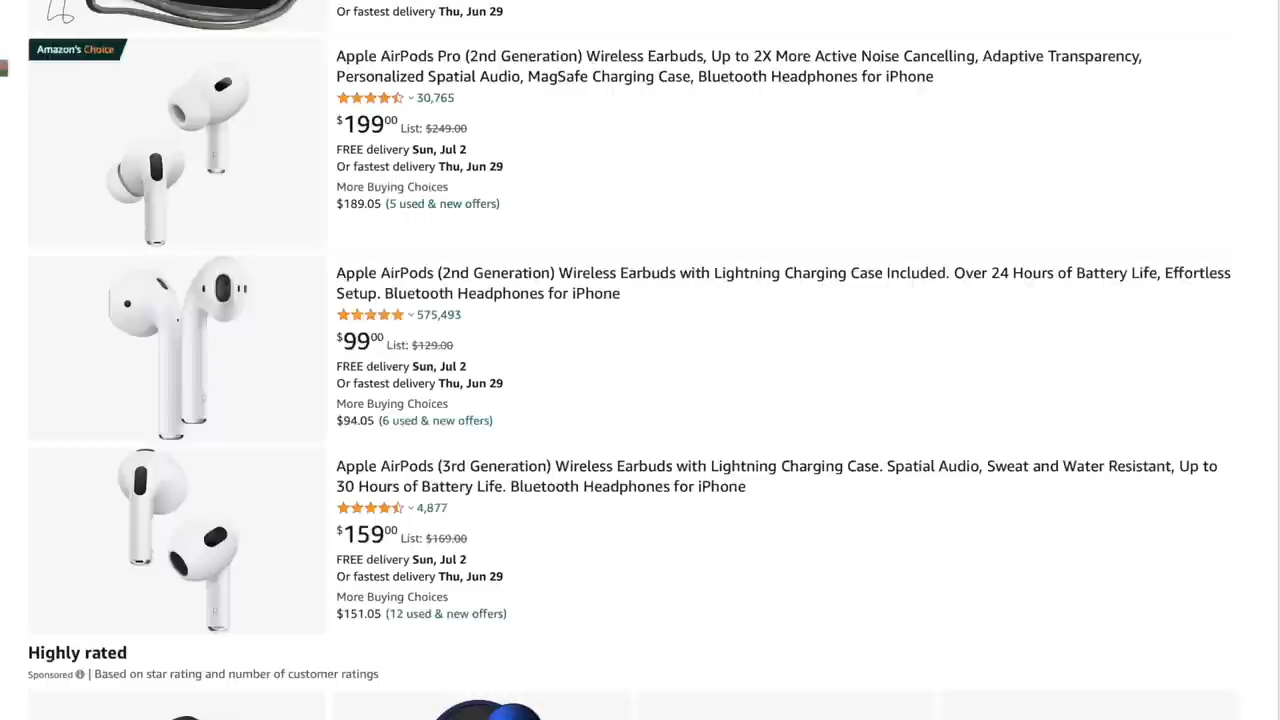 Or fastest delivery Thu, Jun 29
Amazon's Choice
Apple AirPods Pro (2nd Generation) Wireless Earbuds, Up to 2X More Active Noise Cancelling, Adaptive Transparency,
Personalized Spatial Audio, MagSafe Charging Case, Bluetooth Headphones for iPhone
30,765
$199.00 List: $249.00
FREE delivery Sun, Jul 2
Or fastest delivery Thu, Jun 29
More Buying Choices
$189.05 (5 used & new offers)
Apple AirPods (2nd Generation) Wireless Earbuds with Lightning Charging Case Included. Over 24 Hours of Battery Life, Effortless
Setup. Bluetooth Headphones for iPhone
575,493
$99.00 List: $129.00
FREE delivery Sun, Jul 2
Or fastest delivery Thu, Jun 29
More Buying Choices
$94.05 (6 used & new offers)
Apple AirPods (3rd Generation) Wireless Earbuds with Lightning Charging Case. Spatial Audio, Sweat and Water Resistant, Up to
30 Hours of Battery Life. Bluetooth Headphones for iPhone
4,877
$159.00 List: $169.00
FREE delivery Sun, Jul 2
Or fastest delivery Thu, Jun 29
More Buying Choices
$151.05 (12 used & new offers)
Highly rated
Sponsored | Based on star rating and number of customer ratings